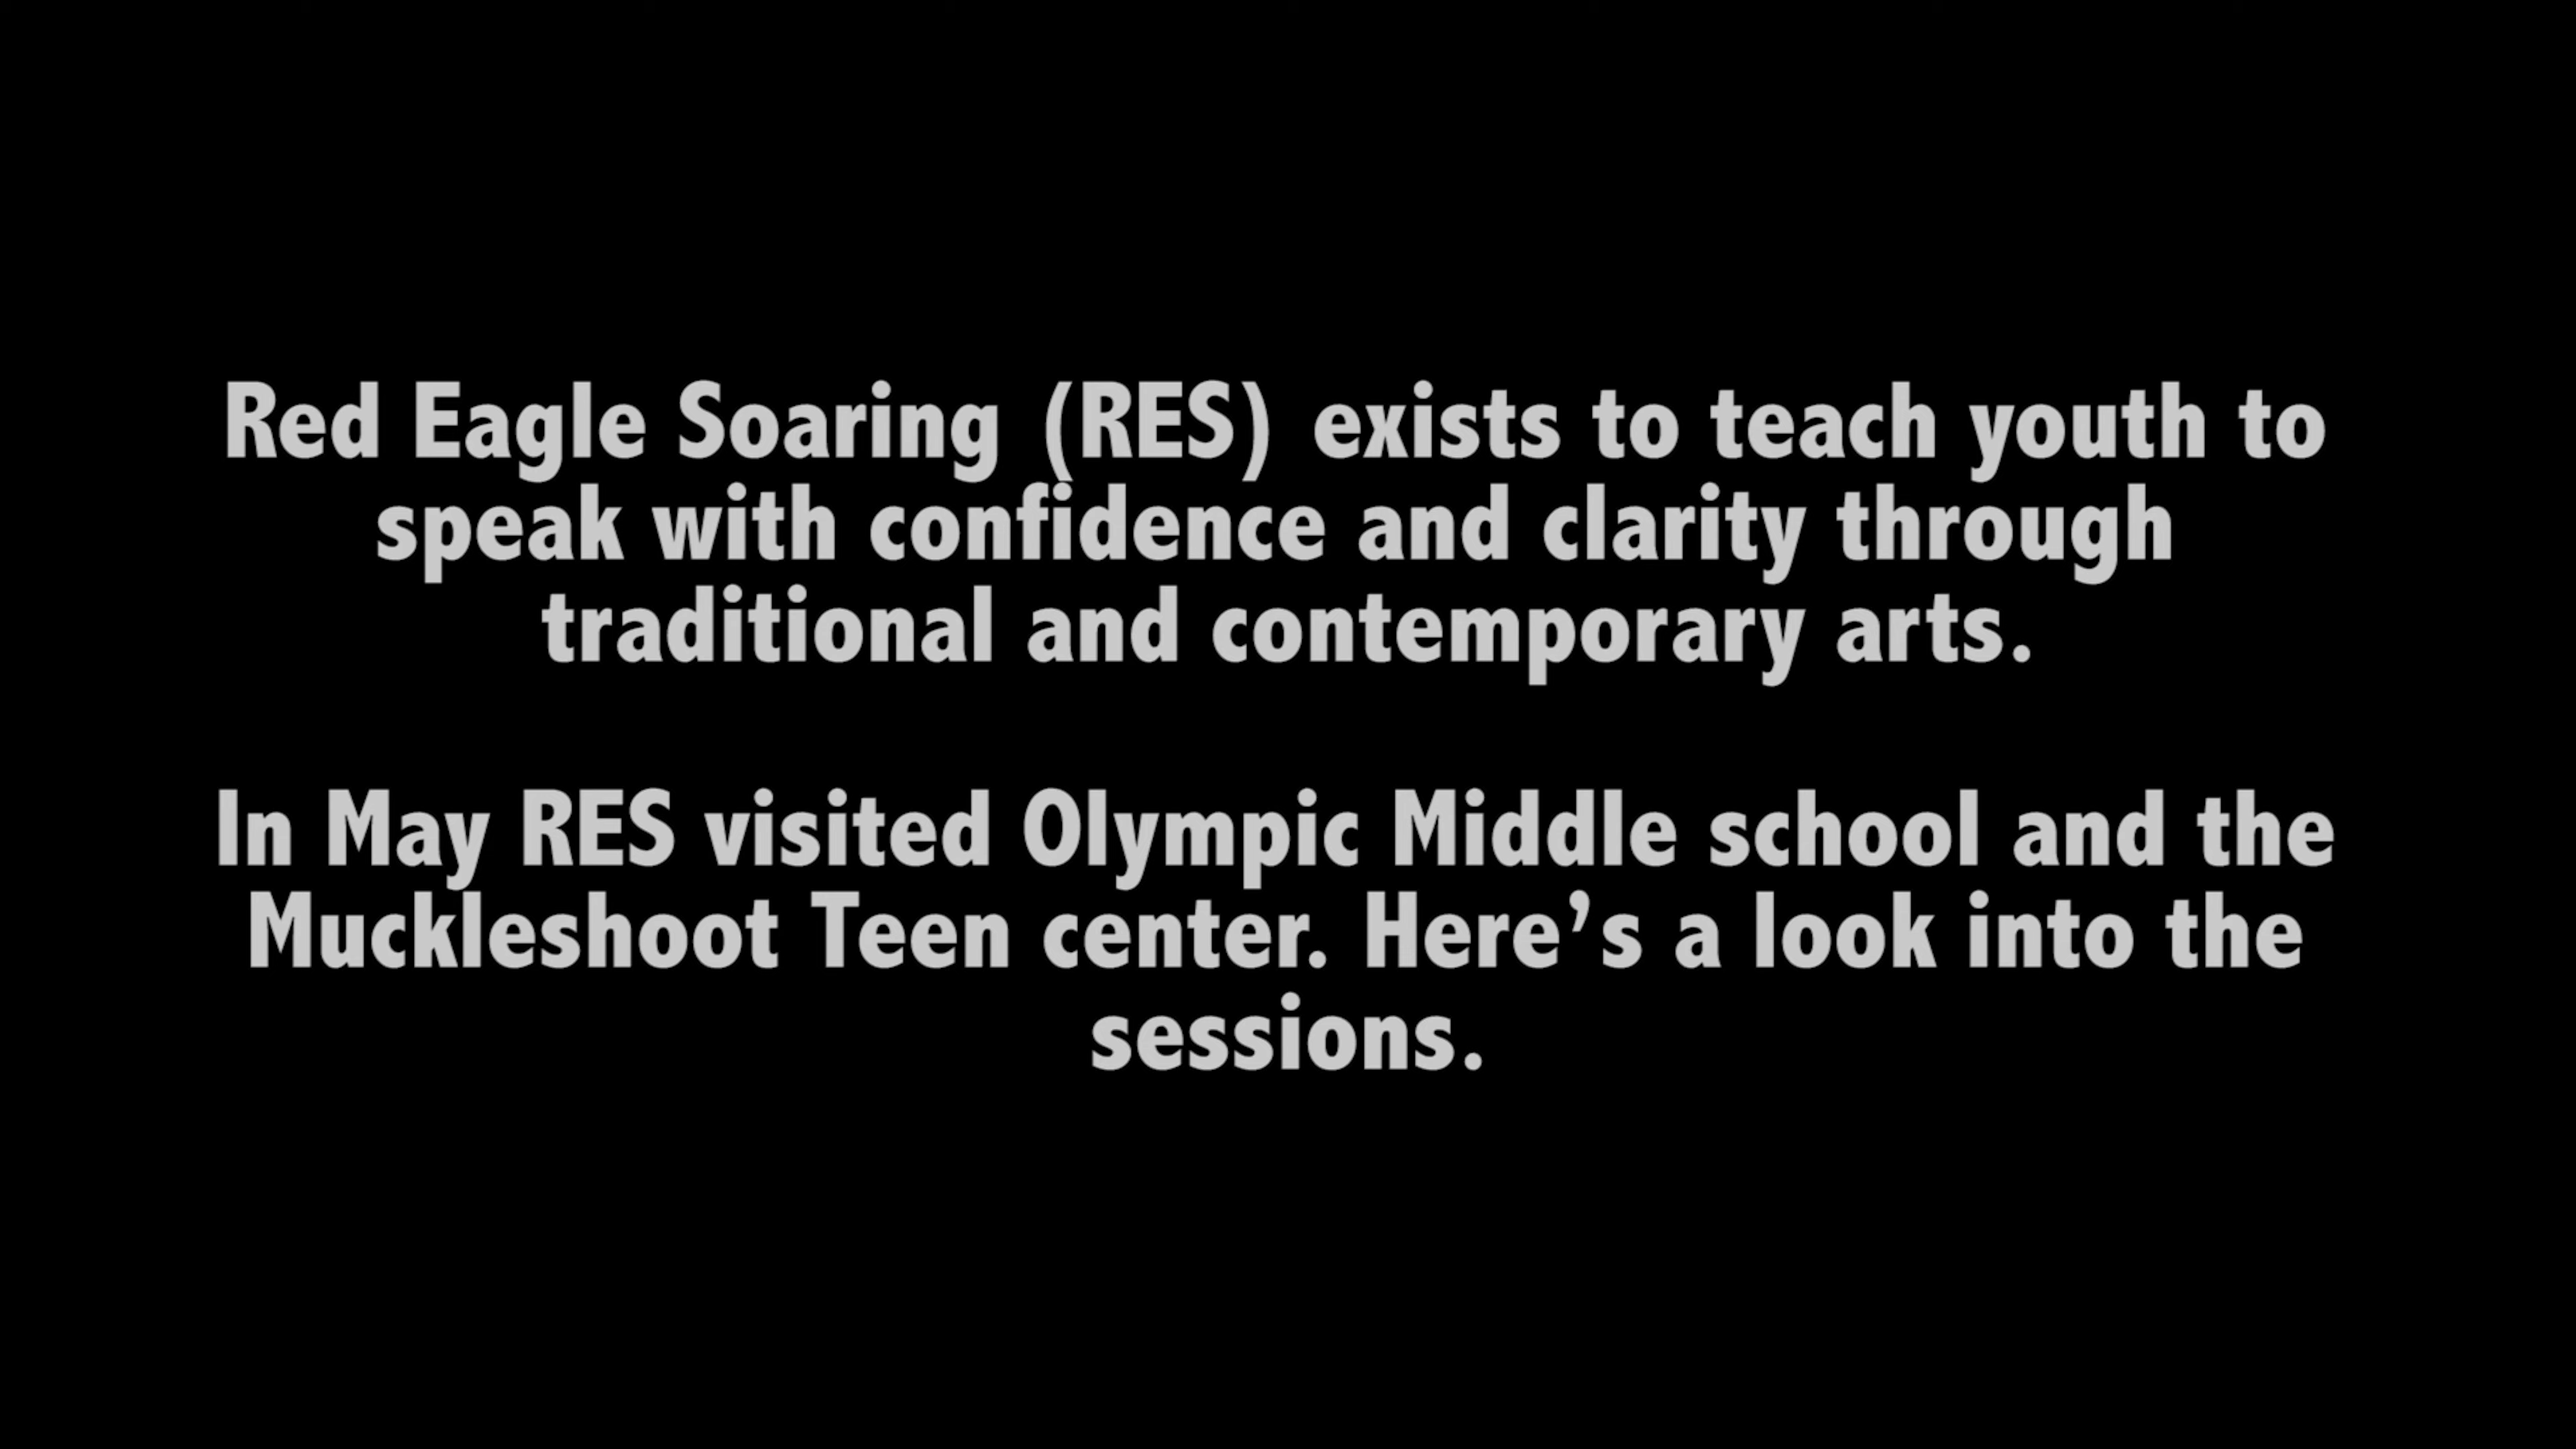 Red Eagle Soaring (RES) exists to teach youth to
speak with confidence and clarity through
traditional and contemporary arts.
In May RES visited Olympic Middle school and the
Muckleshoot Teen center. Here’s a look into the
sessions.